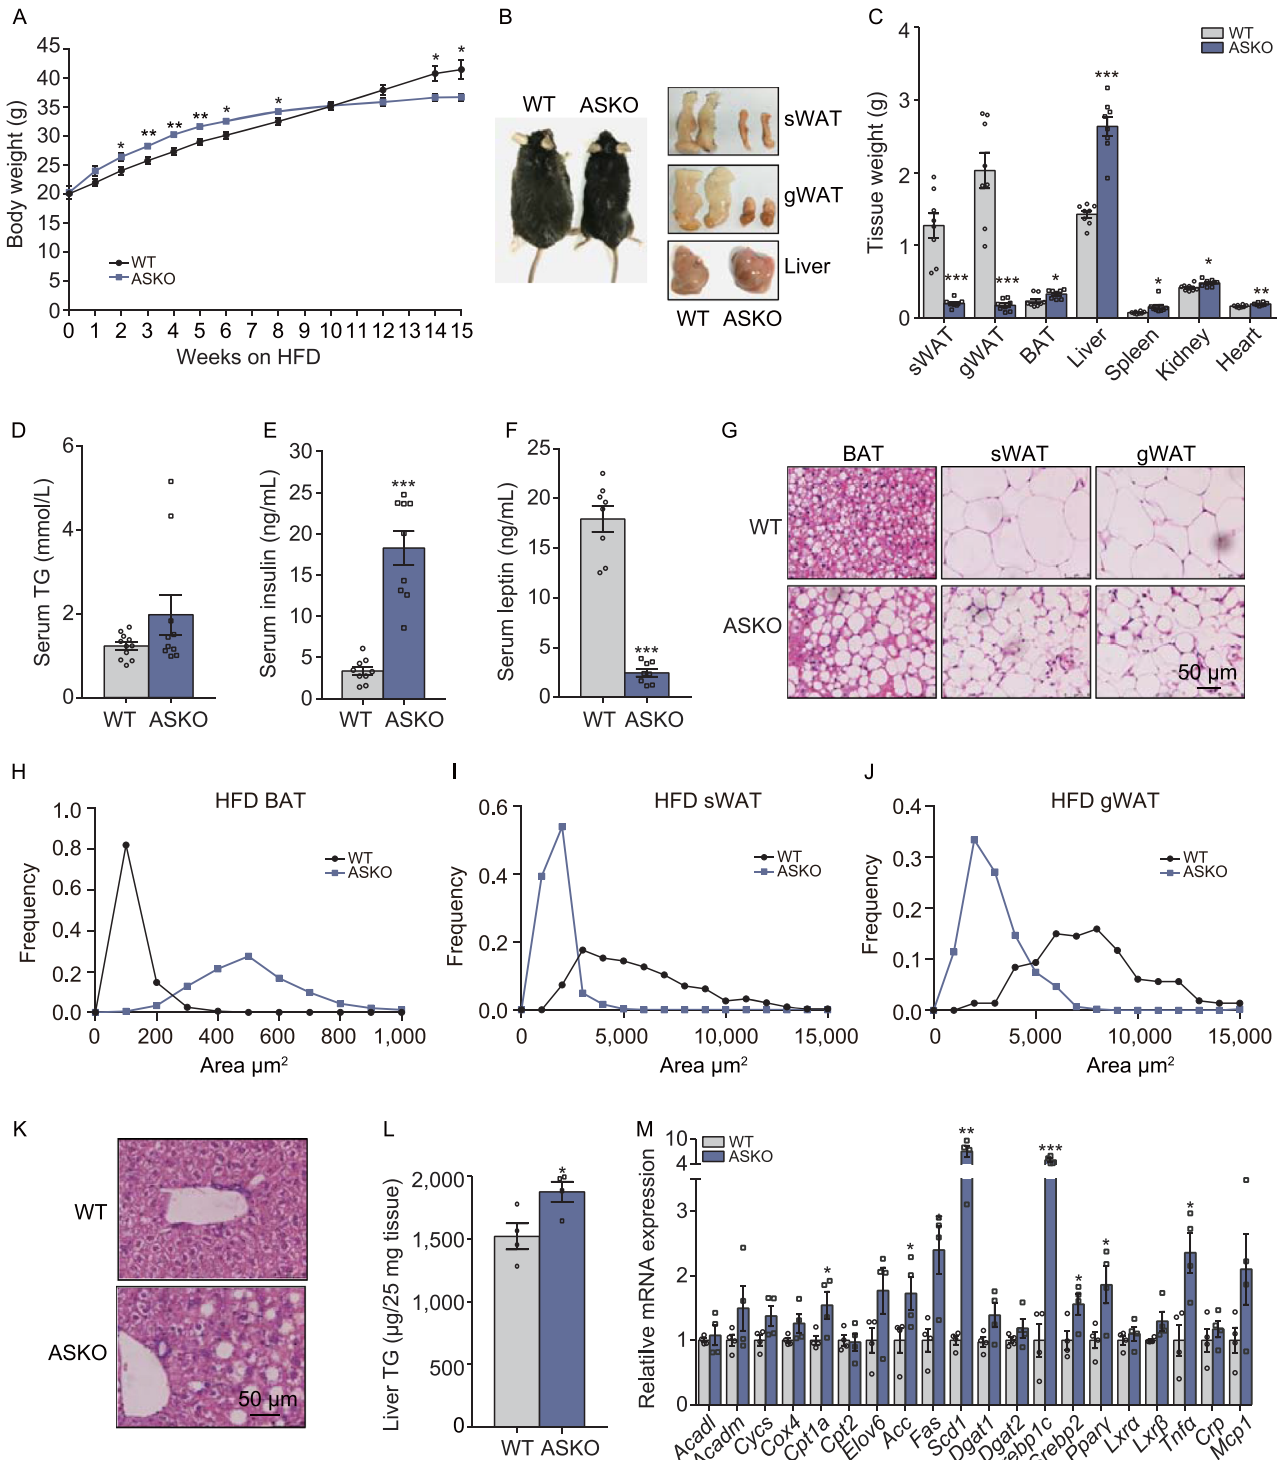 A
Body weight (g)
45
40
35
30
25
20
15
10
5
0
* ** ** ** * * * *
WT
ASKO
0 1 2 3 4 5 6 7 8 9 10 11 12 13 14 15
Weeks on HFD
B
WT ASKO
sWAT
gWAT
Liver
WT ASKO
C
Tissue weight (g)
4
3
2
1
0
WT
ASKO
*** *** * *** * * **
sWAT gWAT BAT Liver Spleen Kidney Heart
D
Serum TG (mmol/L)
6
4
2
0
WT ASKO
E
Serum insulin (ng/mL)
30
25
20
15
10
5
0
***
WT ASKO
F
Serum leptin (ng/mL)
25
20
15
10
5
0
***
WT ASKO
G
BAT sWAT gWAT
WT
ASKO
50 µm
H
HFD BAT
Frequency
1.0
0.8
0.6
0.4
0.2
0.0
WT
ASKO
0 200 400 600 800 1,000
Area µm²
I
HFD sWAT
Frequency
0.6
0.4
0.2
0.0
WT
ASKO
0 5,000 10,000 15,000
Area µm²
J
HFD gWAT
Frequency
0.4
0.3
0.2
0.1
0.0
WT
ASKO
0 5,000 10,000 15,000
Area µm²
K
WT
ASKO
50 µm
L
Liver TG (µg/25 mg tissue)
2,000
1,500
1,000
500
0
*
WT ASKO
M
Relatilve mRNA expression
10
4
3
2
1
0
WT
ASKO
* * * ** *** * * *
Acadl Acadm Cycs Cox4 Cpt1a Cpt2 Elov6 Acc Fas Scd1 Dgat1 Dgat2 rebp1c Srebp2 Pparγ Lxrα Lxrβ Tnfα Crp Mcp1